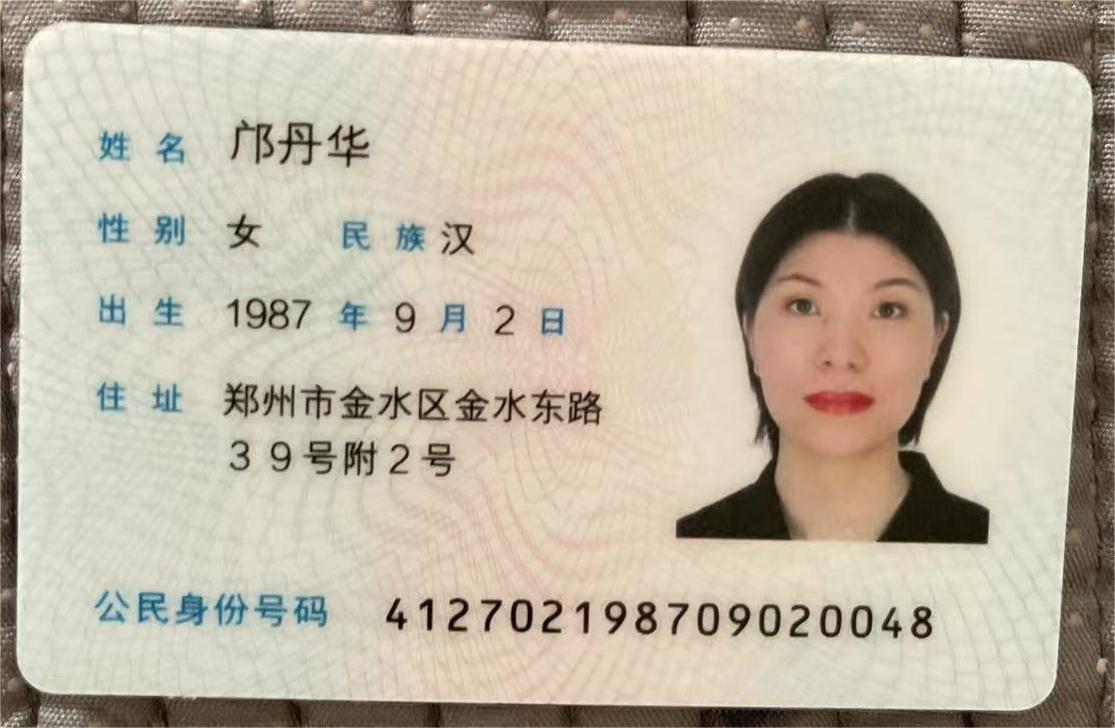 姓名 邝丹华
性别 女 民族 汉
出生 1987 年 9 月 2 日
住址 郑州市金水区金水东路
39号附2号
公民身份号码 412702198709020048